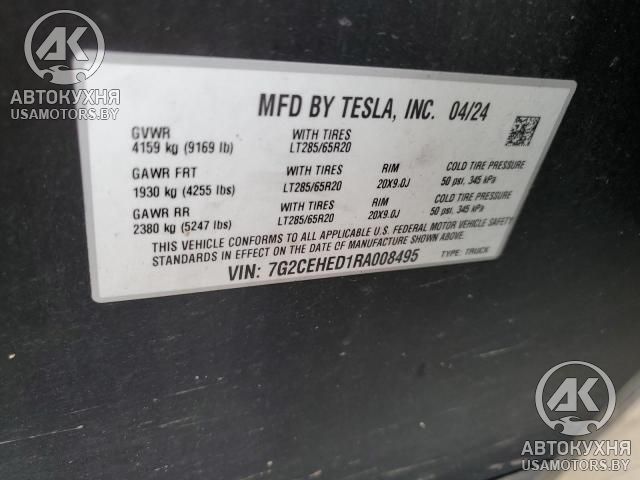 AK
АВТОКУХНЯ
USAMOTORS.BY
MFD BY TESLA, INC. 04/24
GVWR WITH TIRES
4159 kg (9169 lb) LT285/65R20
GAWR FRT WITH TIRES RIM COLD TIRE PRESSURE
1930 kg (4255 lbs) LT285/65R20 20X9.0J 50 psi, 345 kPa
GAWR RR WITH TIRES RIM COLD TIRE PRESSURE
2380 kg (5247 lbs) LT285/65R20 20X9.0J 50 psi, 345 kPa
THIS VEHICLE CONFORMS TO ALL APPLICABLE U.S. FEDERAL MOTOR VEHICLE SAFETY
STANDARDS IN EFFECT ON THE DATE OF MANUFACTURE SHOWN ABOVE.
VIN: 7G2CEHED1RA008495 TYPE: TRUCK
AK
АВТОКУХНЯ
USAMOTORS.BY